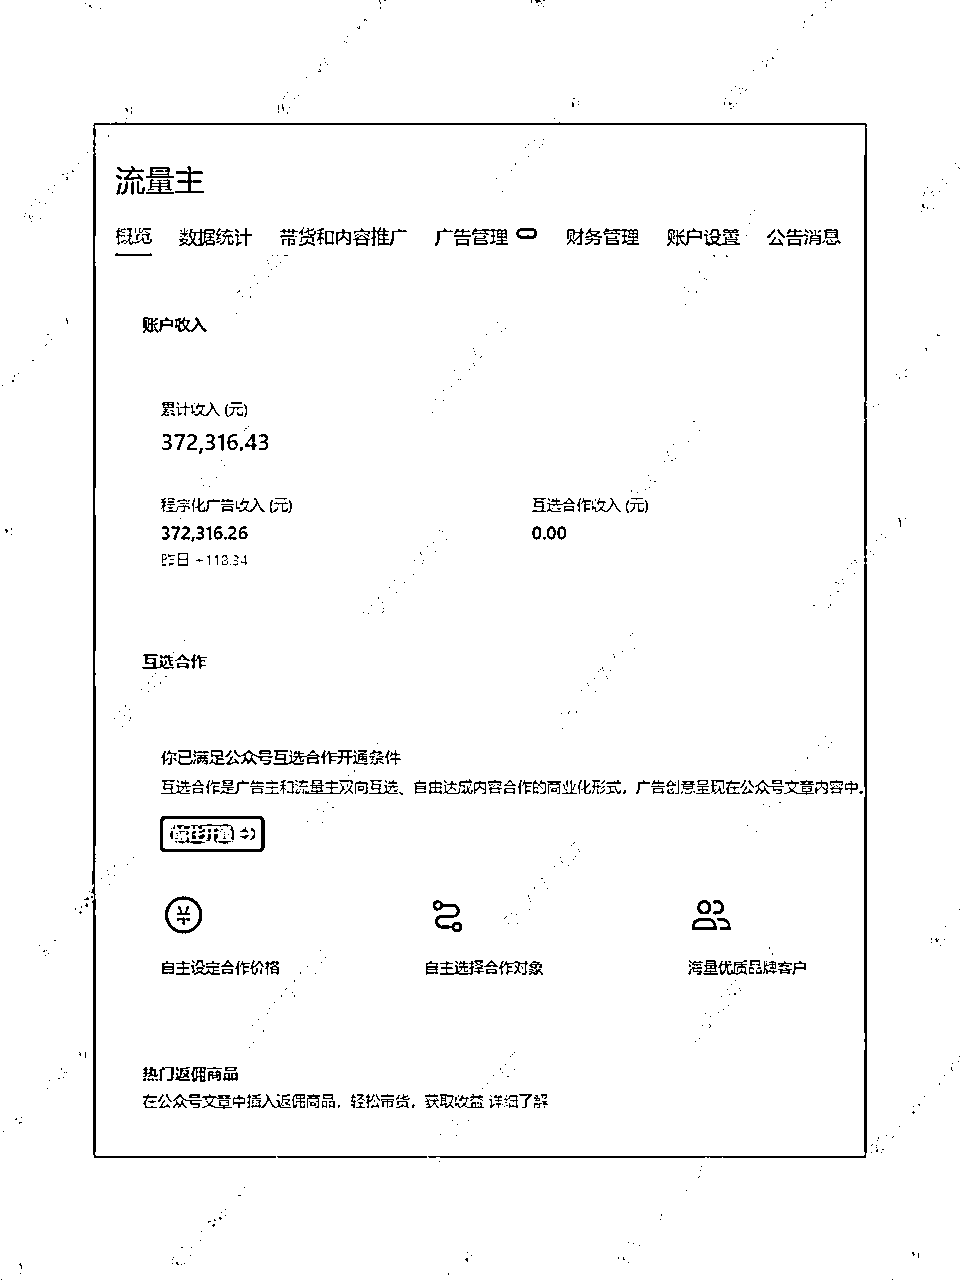 流量主
概览 数据统计 带货和内容推广 广告管理 财务管理 账户设置 公告消息
账户收入
累计收入 (元)
372,316.43
程序化广告收入 (元) 互选合作收入 (元)
372,316.26 0.00
昨日
互选合作
你已满足公众号互选合作开通条件
互选合作是广告主和流量主双向互选、自由达成内容合作的商业化形式，广告创意呈现在公众号文章内容中。
前往开通
自主设定合作价格 自主选择合作对象 海量优质品牌客户
热门返佣商品
在公众号文章中插入返佣商品，轻松带货，获取收益 详细了解